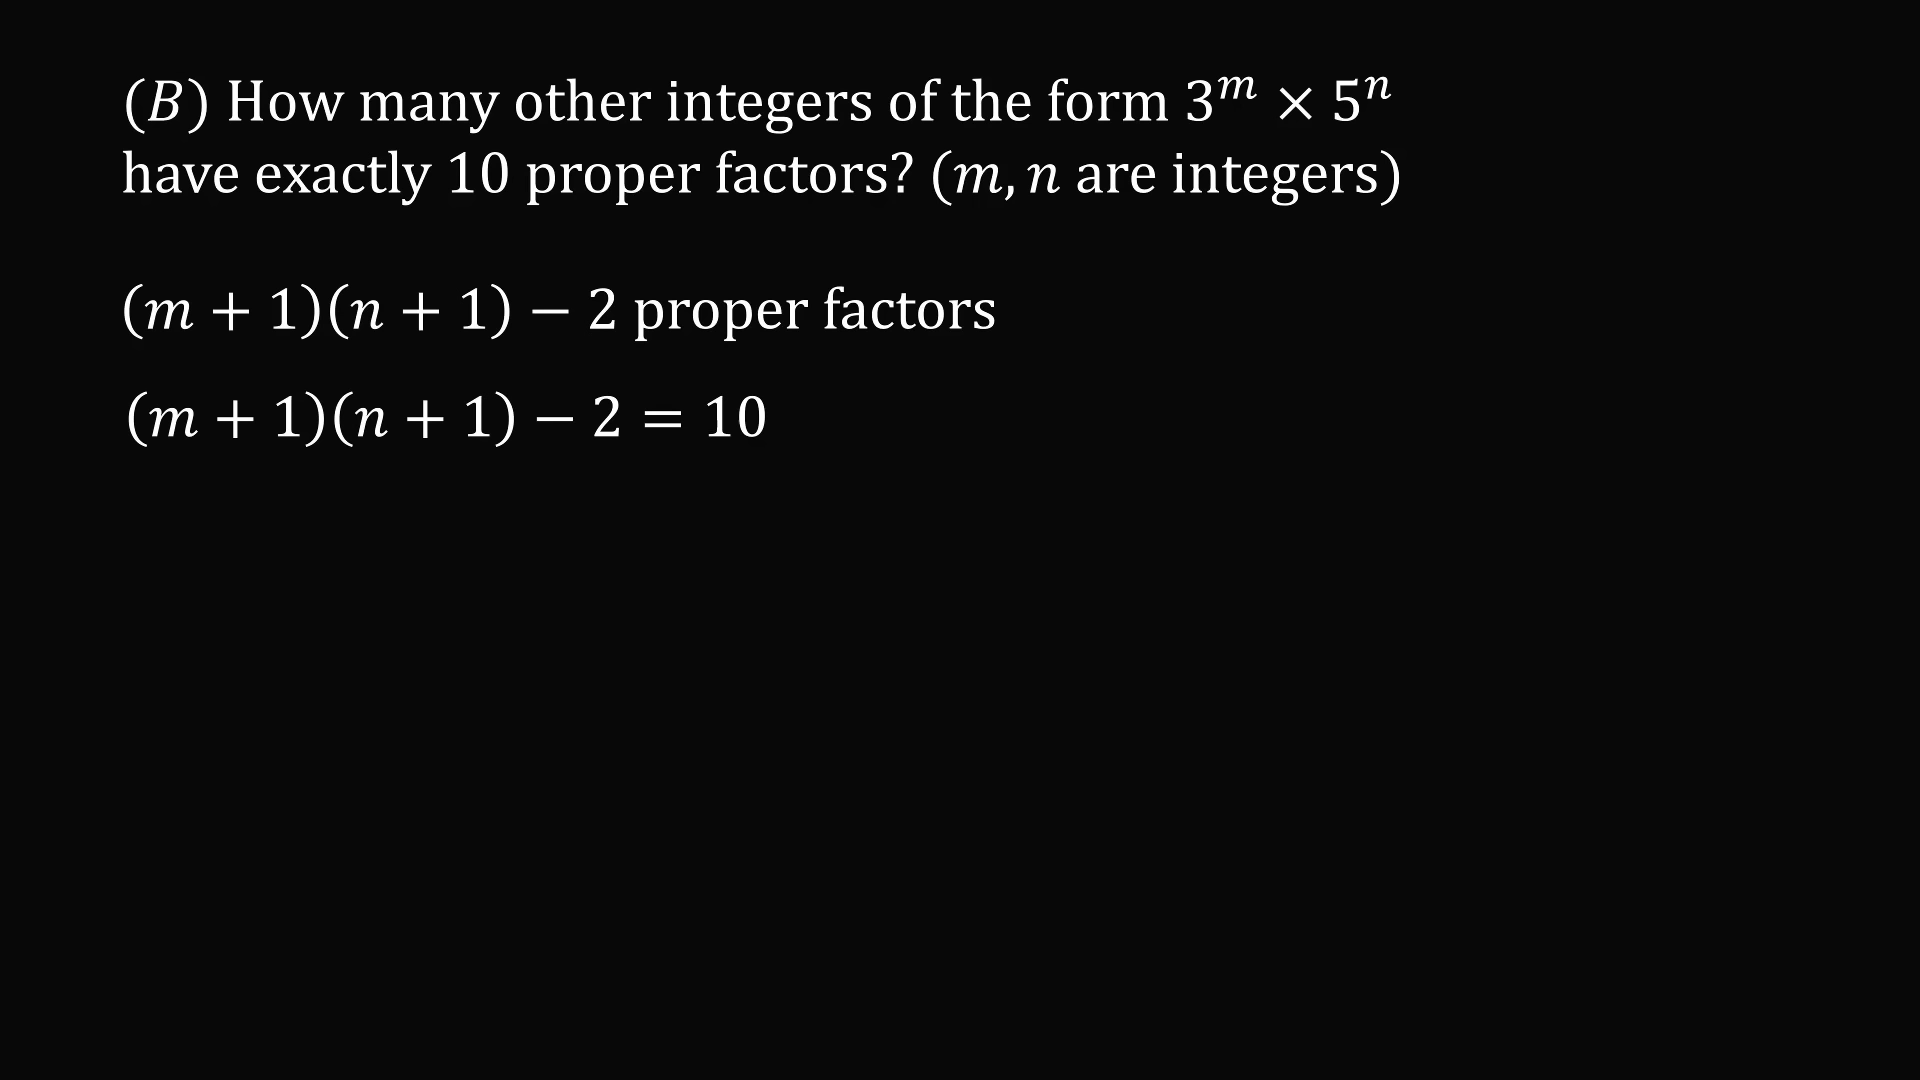 (B) How many other integers of the form 3^m × 5^n
have exactly 10 proper factors? (m, n are integers)
(m + 1)(n + 1) − 2 proper factors
(m + 1)(n + 1) − 2 = 10